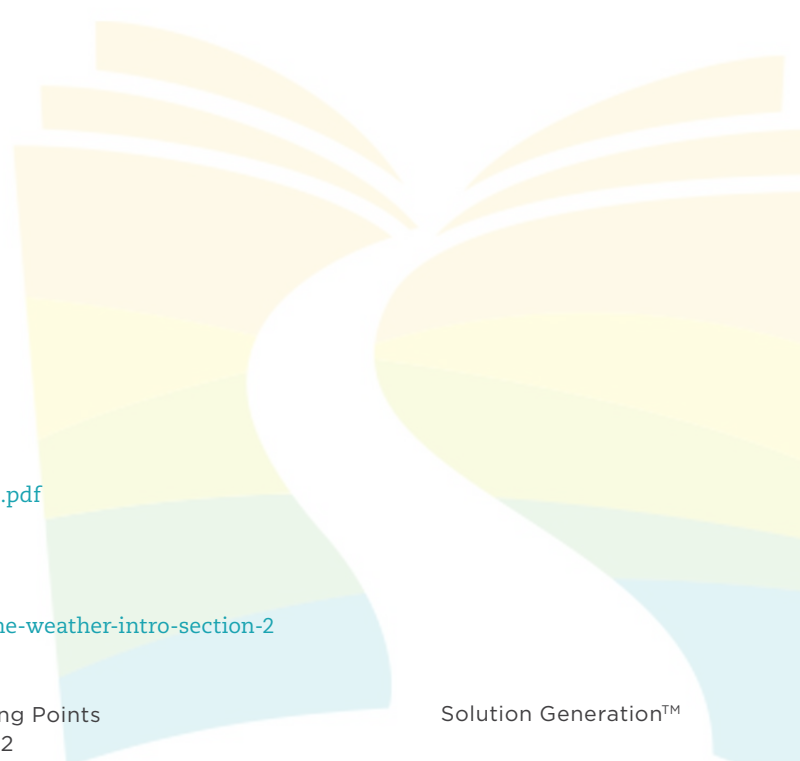 .pdf
ne-weather-intro-section-2
ng Points
Solution Generation™
2